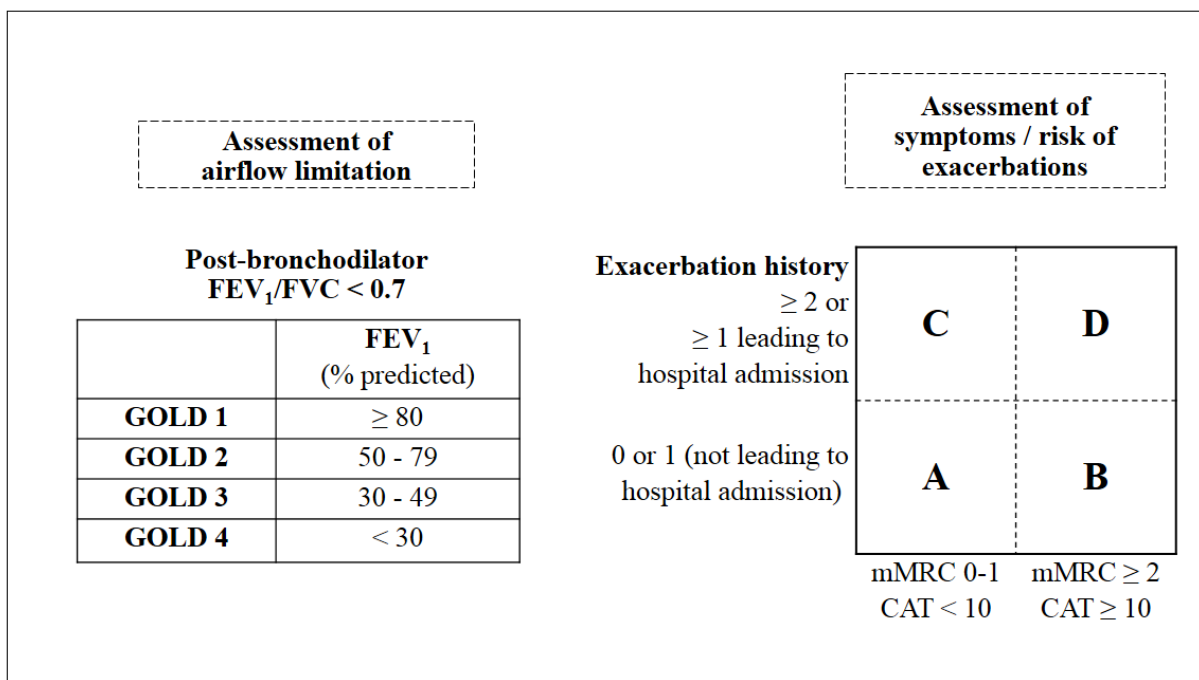 Assessment of
airflow limitation
Post-bronchodilator
FEV₁/FVC < 0.7
FEV₁
(% predicted)
GOLD 1 ≥ 80
GOLD 2 50 - 79
GOLD 3 30 - 49
GOLD 4 < 30
Assessment of
symptoms / risk of
exacerbations
Exacerbation history
≥ 2 or
≥ 1 leading to
hospital admission
C D
0 or 1 (not leading to
hospital admission)
A B
mMRC 0-1 mMRC ≥ 2
CAT < 10 CAT ≥ 10